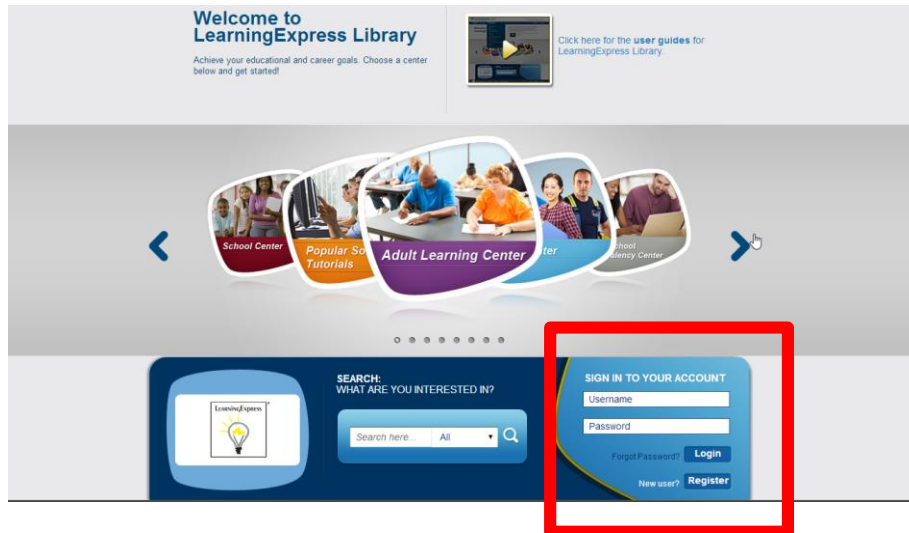 Welcome to
LearningExpress Library
Achieve your educational and career goals. Choose a center
below and get started!
Click here for the user guides for
LearningExpress Library.
School Center
Popular So
Tutorials
Adult Learning Center
ter
chool
iency Center
SEARCH:
WHAT ARE YOU INTERESTED IN?
Search here...
All
LearningExpress
SIGN IN TO YOUR ACCOUNT
Username
Password
Forgot Password?
Login
New user?
Register